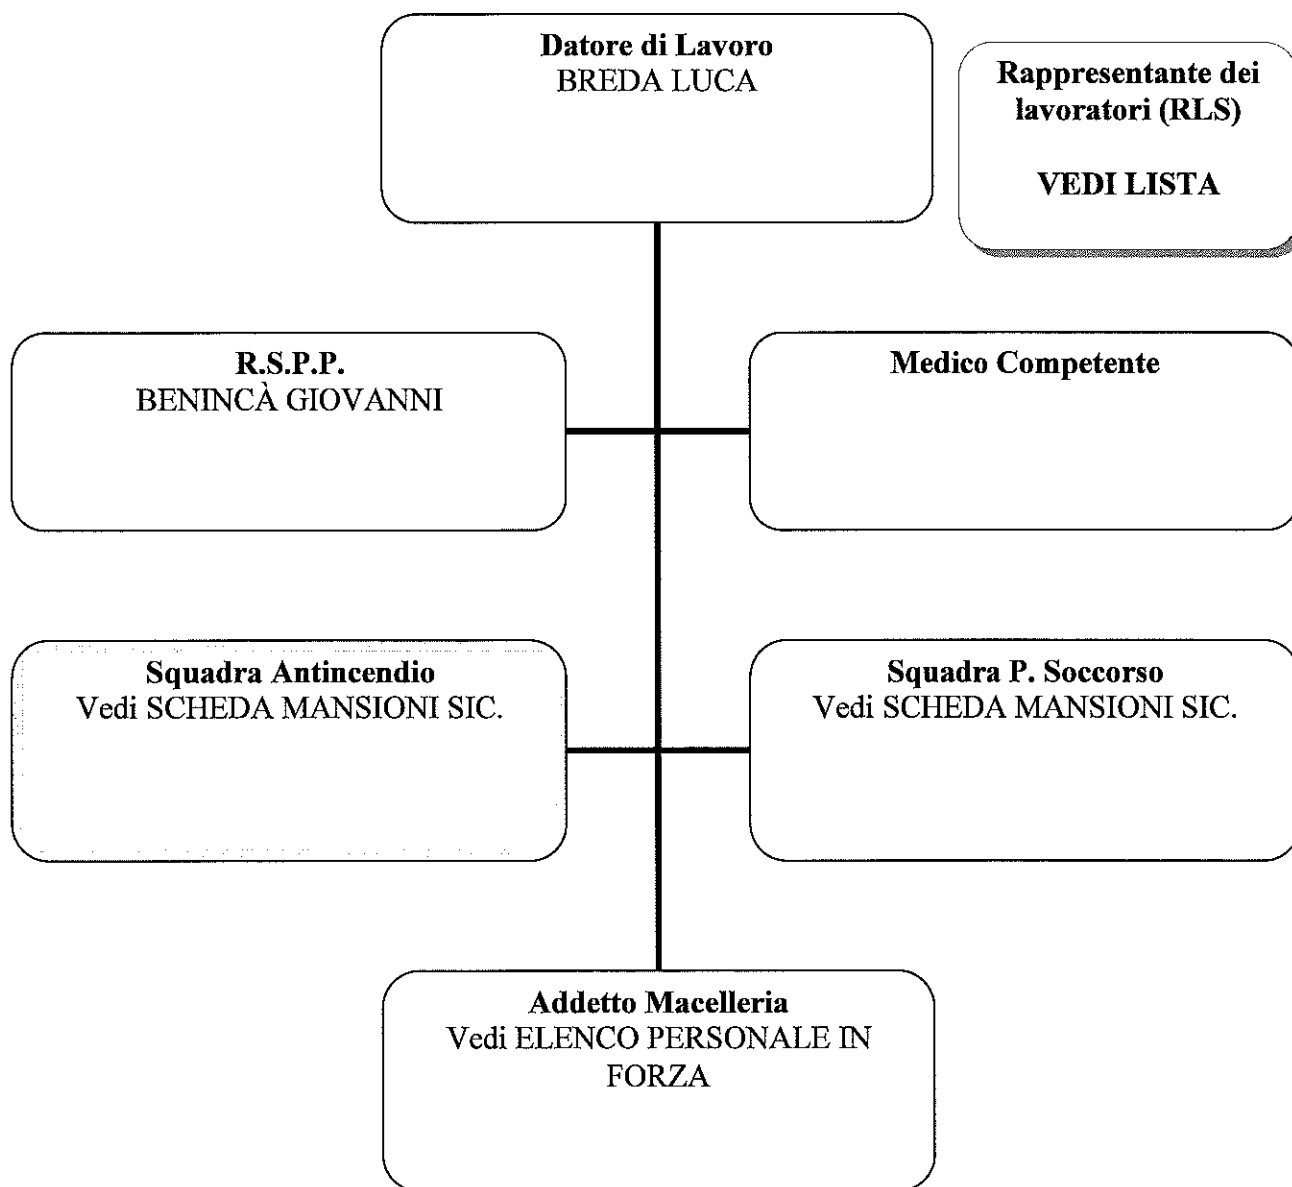 Datore di Lavoro
BREDA LUCA
Rappresentante dei
lavoratori (RLS)
VEDI LISTA
R.S.P.P.
BENINCÀ GIOVANNI
Medico Competente
Squadra Antincendio
Vedi SCHEDA MANSIONI SIC.
Squadra P. Soccorso
Vedi SCHEDA MANSIONI SIC.
Addetto Macelleria
Vedi ELENCO PERSONALE IN
FORZA